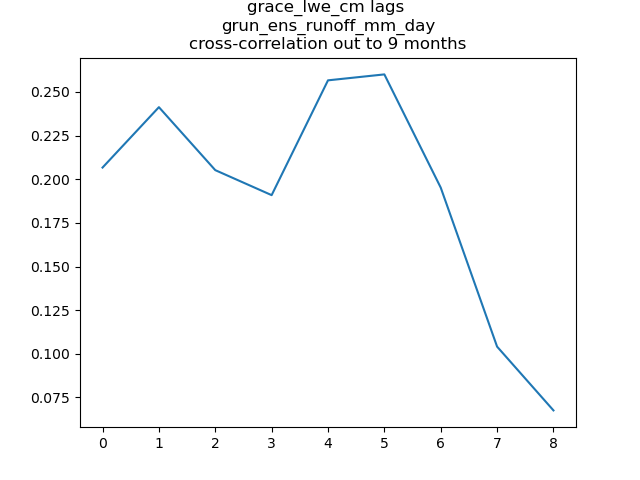 grace_lwe_cm lags
grun_ens_runoff_mm_day
cross-correlation out to 9 months
0.250
0.225
0.200
0.175
0.150
0.125
0.100
0.075
0 1 2 3 4 5 6 7 8